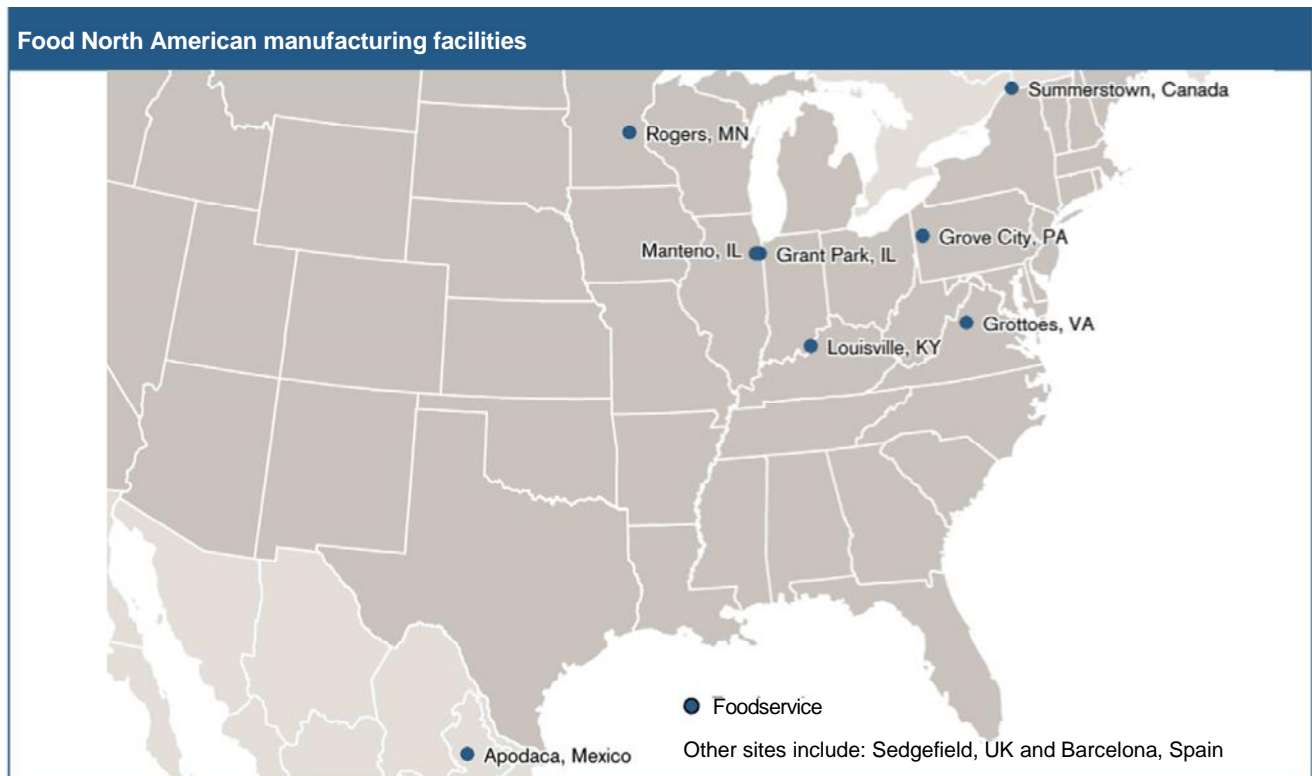 Food North American manufacturing facilities
Summerstown, Canada
Rogers, MN
Grove City, PA
Manteno, IL
Grant Park, IL
Grottoes, VA
Louisville, KY
Foodservice
Apodaca, Mexico
Other sites include: Sedgefield, UK and Barcelona, Spain